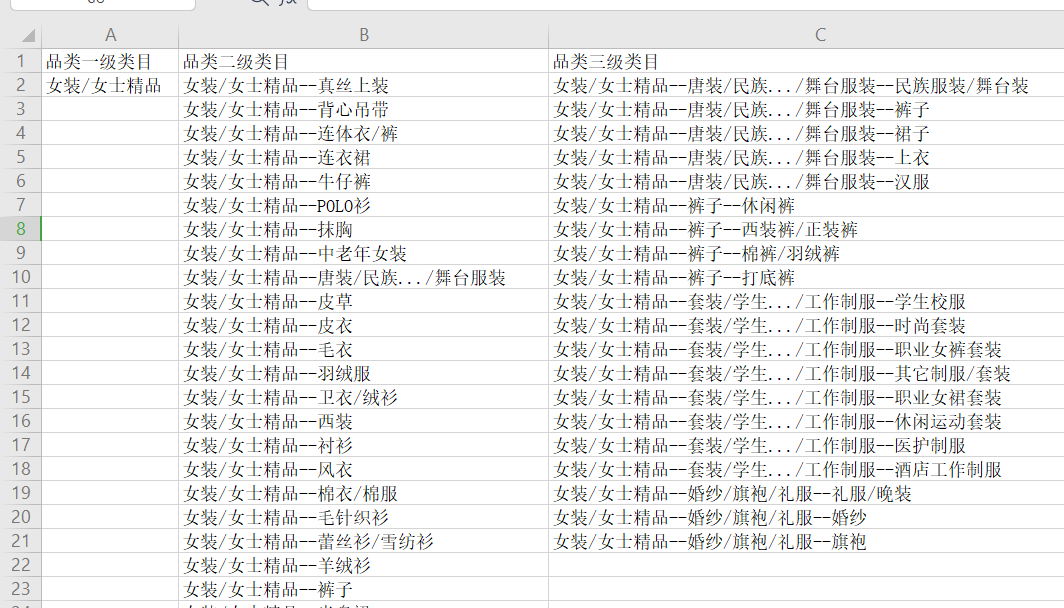 A B C
1 品类一级类目 品类二级类目 品类三级类目
2 女装/女士精品 女装/女士精品--真丝上装 女装/女士精品--唐装/民族.../舞台服装--民族服装/舞台装
3 女装/女士精品--背心吊带 女装/女士精品--唐装/民族.../舞台服装--裤子
4 女装/女士精品--连体衣/裤 女装/女士精品--唐装/民族.../舞台服装--裙子
5 女装/女士精品--连衣裙 女装/女士精品--唐装/民族.../舞台服装--上衣
6 女装/女士精品--牛仔裤 女装/女士精品--唐装/民族.../舞台服装--汉服
7 女装/女士精品--POLO衫 女装/女士精品--裤子--休闲裤
8 女装/女士精品--抹胸 女装/女士精品--裤子--西装裤/正装裤
9 女装/女士精品--中老年女装 女装/女士精品--裤子--棉裤/羽绒裤
10 女装/女士精品--唐装/民族.../舞台服装 女装/女士精品--裤子--打底裤
11 女装/女士精品--皮草 女装/女士精品--套装/学生.../工作制服--学生校服
12 女装/女士精品--皮衣 女装/女士精品--套装/学生.../工作制服--时尚套装
13 女装/女士精品--毛衣 女装/女士精品--套装/学生.../工作制服--职业女裤套装
14 女装/女士精品--羽绒服 女装/女士精品--套装/学生.../工作制服--其它制服/套装
15 女装/女士精品--卫衣/绒衫 女装/女士精品--套装/学生.../工作制服--职业女裙套装
16 女装/女士精品--西装 女装/女士精品--套装/学生.../工作制服--休闲运动套装
17 女装/女士精品--衬衫 女装/女士精品--套装/学生.../工作制服--医护制服
18 女装/女士精品--风衣 女装/女士精品--套装/学生.../工作制服--酒店工作制服
19 女装/女士精品--棉衣/棉服 女装/女士精品--婚纱/旗袍/礼服--礼服/晚装
20 女装/女士精品--毛针织衫 女装/女士精品--婚纱/旗袍/礼服--婚纱
21 女装/女士精品--蕾丝衫/雪纺衫 女装/女士精品--婚纱/旗袍/礼服--旗袍
22 女装/女士精品--羊绒衫
23 女装/女士精品--裤子